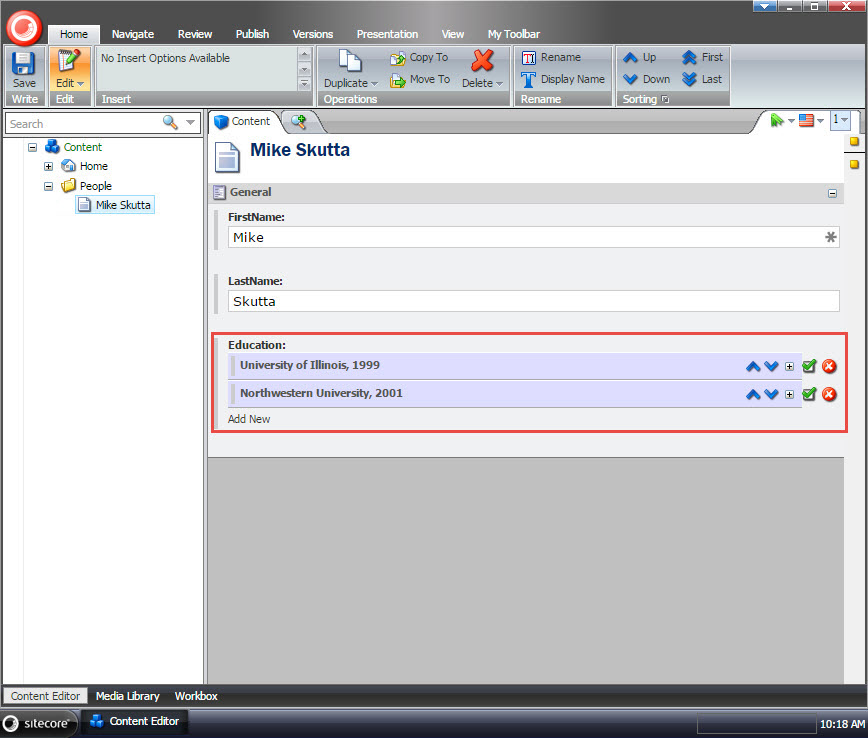 Home Navigate Review Publish Versions Presentation View My Toolbar
Save
Write
Edit
Edit
No Insert Options Available
Insert
Duplicate
Copy To
Move To
Delete
Operations
Rename
Display Name
Rename
Up
Down
First
Last
Sorting
Search
Content
Home
People
Mike Skutta
Content
1
Mike Skutta
General
FirstName:
Mike
LastName:
Skutta
Education:
University of Illinois, 1999
Northwestern University, 2001
Add New
Content Editor Media Library Workbox
sitecore Content Editor 10:18 AM